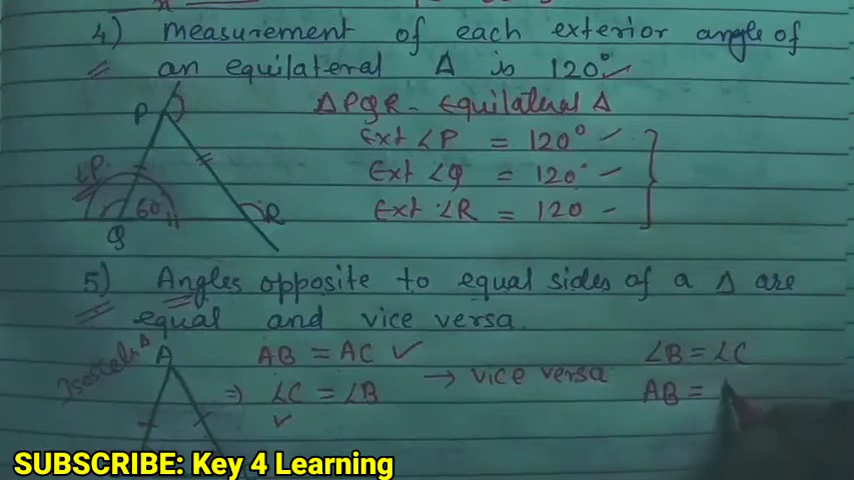 4) measurement of each exterior angle of
an equilateral Δ is 120°
ΔPQR - Equilateral Δ
P
Ext ∠P = 120°
Ext ∠Q = 120°
Ext ∠R = 120
60
R
Q
5) Angles opposite to equal sides of a Δ are
equal and vice versa.
A
AB = AC ✓
∠B = ∠C
⇒ ∠C = ∠B
→ vice versa
AB =
SUBSCRIBE: Key 4 Learning